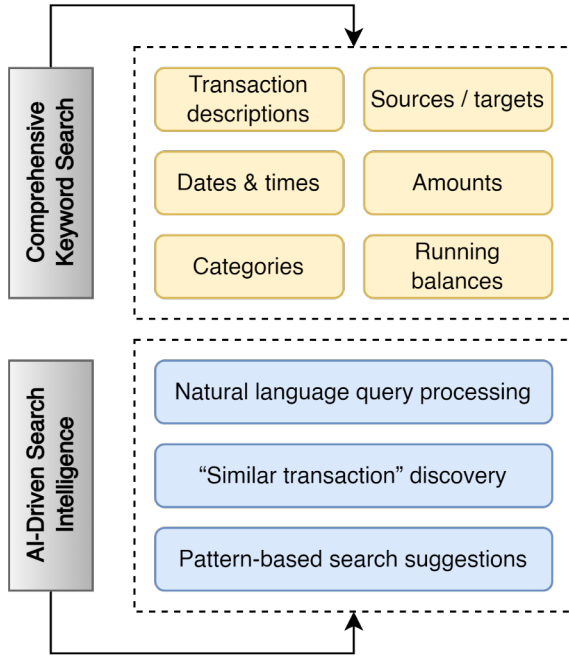 Comprehensive
Keyword Search
Transaction
descriptions
Sources / targets
Dates & times
Amounts
Categories
Running
balances
AI-Driven Search
Intelligence
Natural language query processing
“Similar transaction” discovery
Pattern-based search suggestions